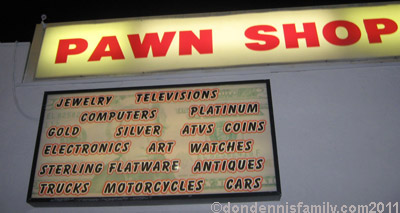 PAWN SHOP
JEWELRY TELEVISIONS
COMPUTERS PLATINUM
GOLD SILVER ATVS COINS
ELECTRONICS ART WATCHES
STERLING FLATWARE ANTIQUES
TRUCKS MOTORCYCLES CARS
©dondennisfamily.com2011